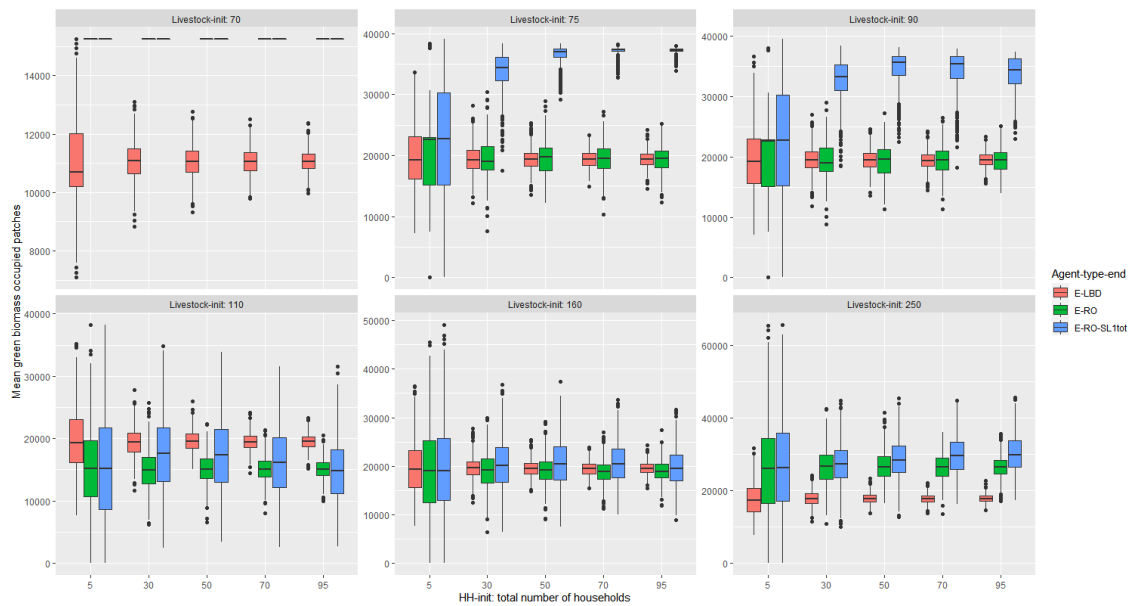 Livestock-init: 70
Livestock-init: 75
Livestock-init: 90
14000
12000
10000
8000
40000
30000
20000
10000
0
40000
30000
20000
10000
0
Mean green biomass occupied patches
Livestock-init: 110
Livestock-init: 160
Livestock-init: 250
40000
30000
20000
10000
0
50000
40000
30000
20000
10000
0
60000
40000
20000
0
5 30 50 70 95
5 30 50 70 95
5 30 50 70 95
HH-init: total number of households
Agent-type-end
E-LBD
E-RO
E-RO-SL1tot